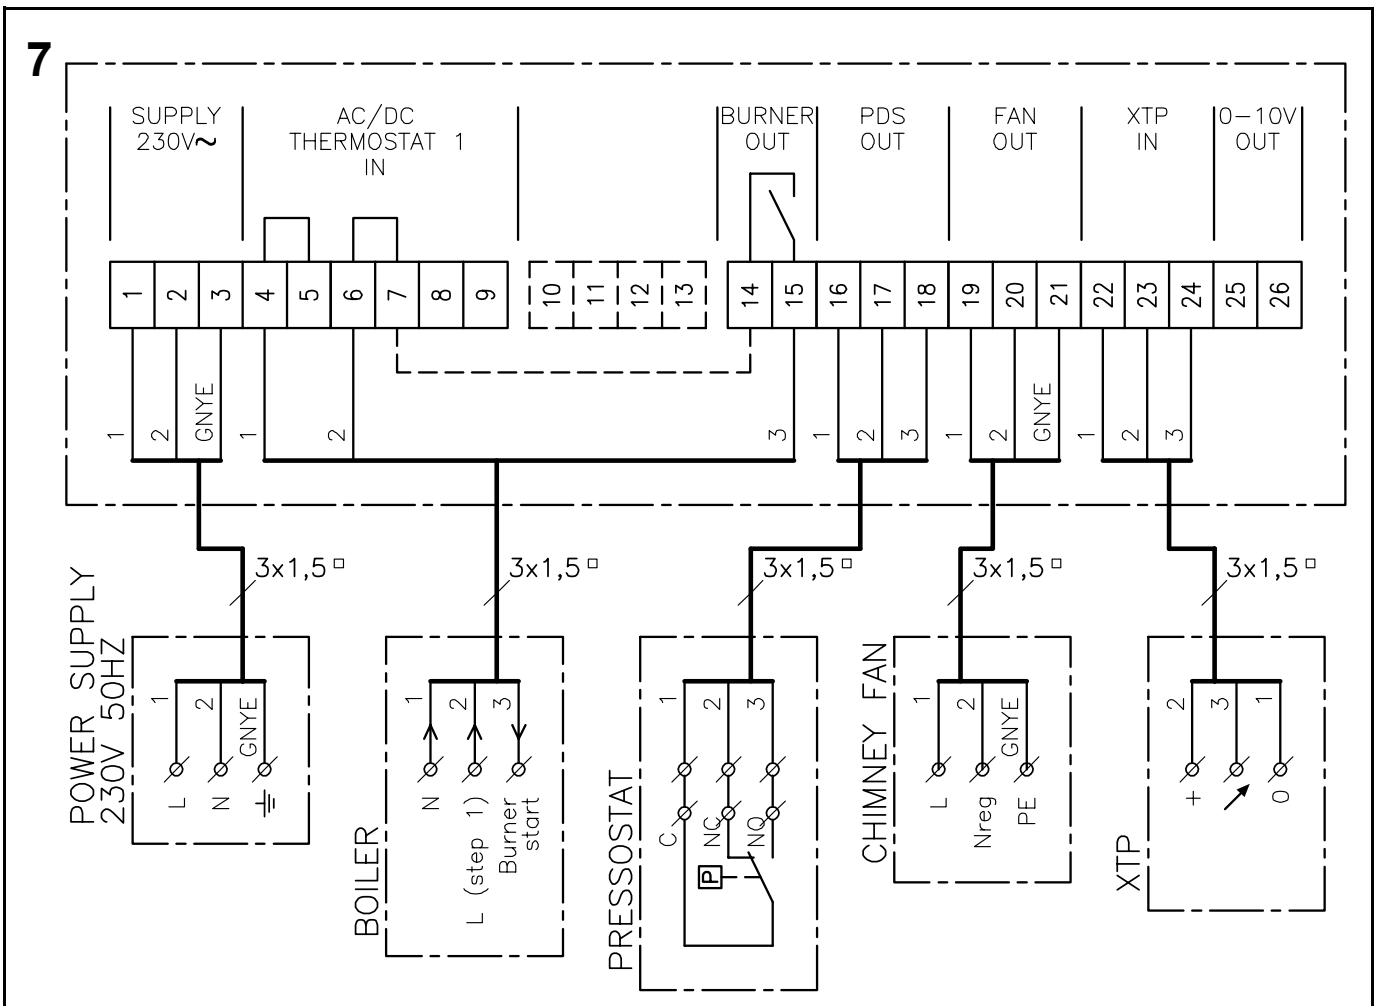 7
SUPPLY
230V~
AC/DC
THERMOSTAT 1
IN
BURNER
OUT
PDS
OUT
FAN
OUT
XTP
IN
0-10V
OUT
1 2 3 4 5 6 7 8 9 10 11 12 13 14 15 16 17 18 19 20 21 22 23 24 25 26
1 2 GNYE 1 2 3 1 2 3 1 2 GNYE 1 2 3
3x1,5 3x1,5 3x1,5 3x1,5 3x1,5
POWER SUPPLY
230V 50HZ
1 2 GNYE
L N
BOILER
1 2 3
N
L (step 1)
Burner
start
PRESSOSTAT
1 2 3
C NC NO
P
CHIMNEY FAN
1 2 GNYE
L Nreg PE
XTP
2 3 1
+ 0